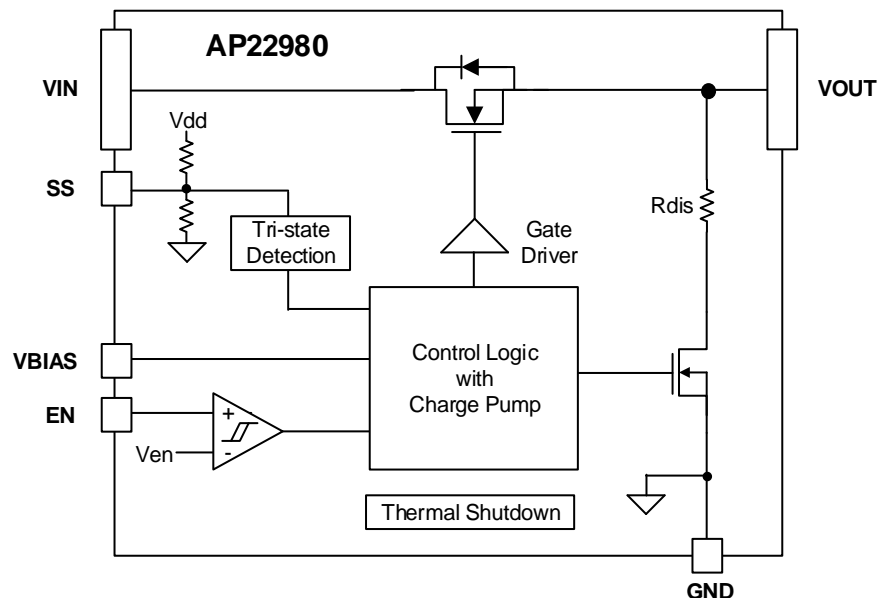 AP22980
VIN
VOUT
Vdd
SS
Rdis
Tri-state
Detection
Gate
Driver
VBIAS
Control Logic
with
Charge Pump
EN
+
Ven
-
Thermal Shutdown
GND